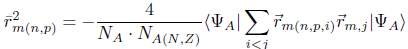 $\bar{r}^2_{m(n,p)} = -\frac{4}{N_A \cdot N_{A(N,Z)}} \langle \Psi_A | \sum_{i<j} \vec{r}_{m(n,p,i)} \vec{r}_{m,j} | \Psi_A \rangle$